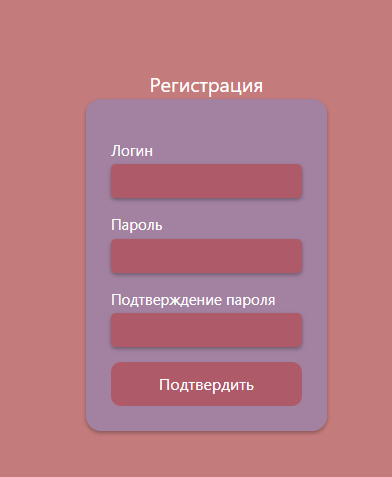 Регистрация
Логин
Пароль
Подтверждение пароля
Подтвердить